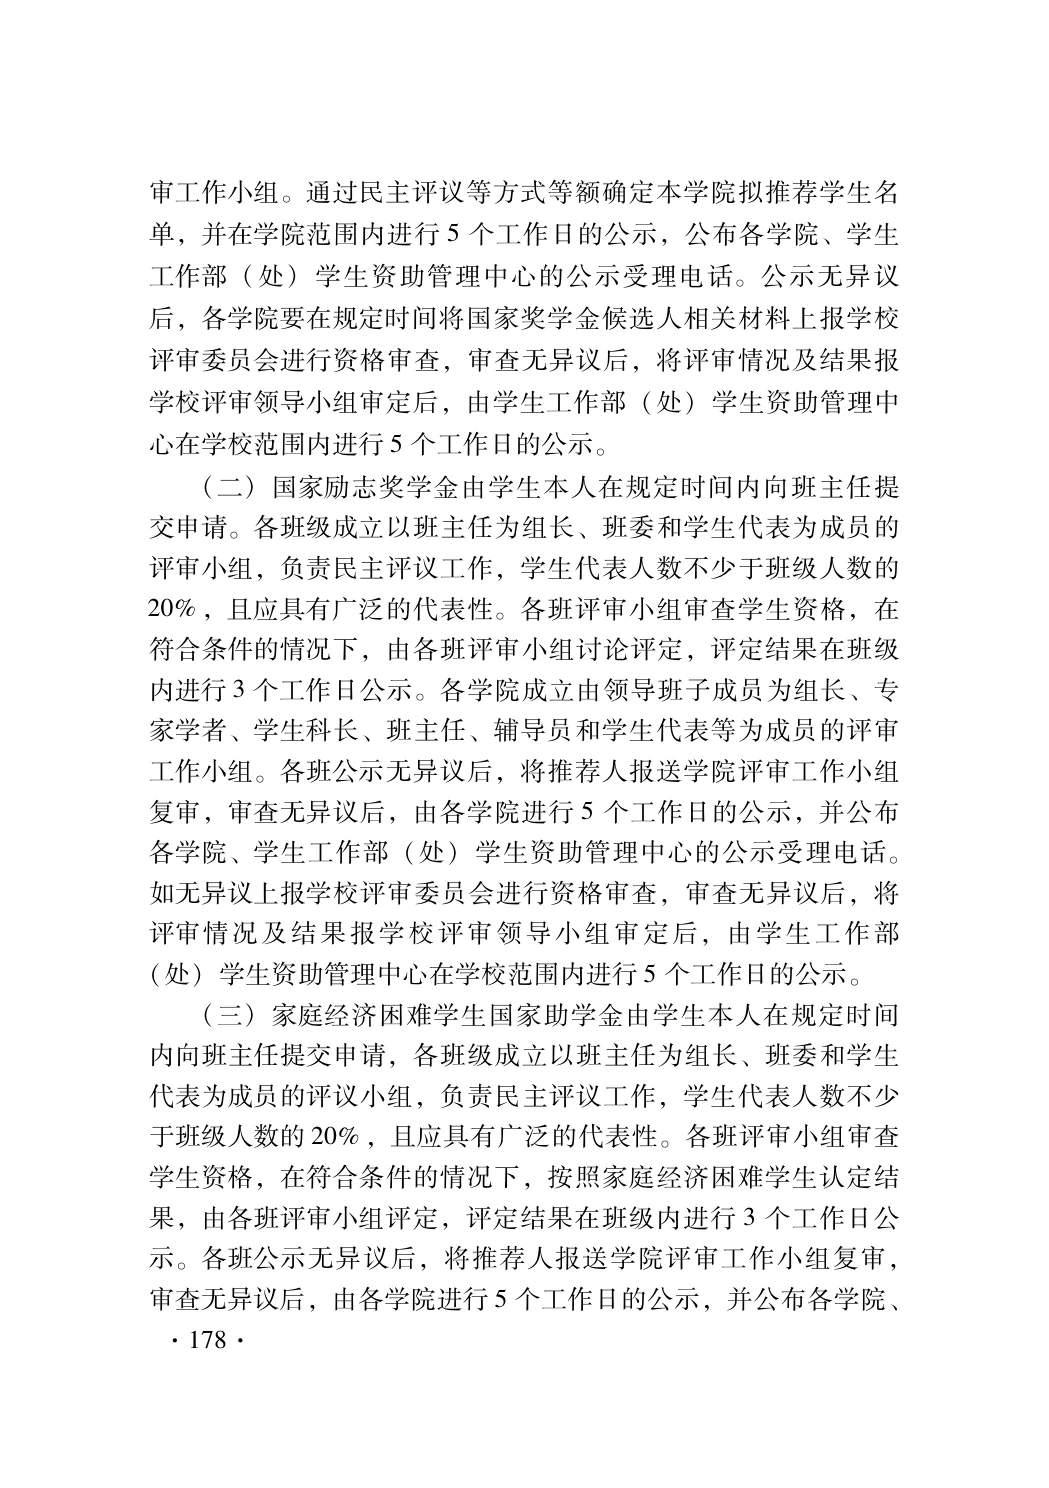 审工作小组。通过民主评议等方式等额确定本学院拟推荐学生名
单，并在学院范围内进行 5 个工作日的公示，公布各学院、学生
工作部（处）学生资助管理中心的公示受理电话。公示无异议
后，各学院要在规定时间将国家奖学金候选人相关材料上报学校
评审委员会进行资格审查，审查无异议后，将评审情况及结果报
学校评审领导小组审定后，由学生工作部（处）学生资助管理中
心在学校范围内进行 5 个工作日的公示。
（二）国家励志奖学金由学生本人在规定时间内向班主任提
交申请。各班级成立以班主任为组长、班委和学生代表为成员的
评审小组，负责民主评议工作，学生代表人数不少于班级人数的
20%，且应具有广泛的代表性。各班评审小组审查学生资格，在
符合条件的情况下，由各班评审小组讨论评定，评定结果在班级
内进行 3 个工作日公示。各学院成立由领导班子成员为组长、专
家学者、学生科长、班主任、辅导员和学生代表等为成员的评审
工作小组。各班公示无异议后，将推荐人报送学院评审工作小组
复审，审查无异议后，由各学院进行 5 个工作日的公示，并公布
各学院、学生工作部（处）学生资助管理中心的公示受理电话。
如无异议上报学校评审委员会进行资格审查，审查无异议后，将
评审情况及结果报学校评审领导小组审定后，由学生工作部
（处）学生资助管理中心在学校范围内进行 5 个工作日的公示。
（三）家庭经济困难学生国家助学金由学生本人在规定时间
内向班主任提交申请，各班级成立以班主任为组长、班委和学生
代表为成员的评议小组，负责民主评议工作，学生代表人数不少
于班级人数的 20%，且应具有广泛的代表性。各班评审小组审查
学生资格，在符合条件的情况下，按照家庭经济困难学生认定结
果，由各班评审小组评定，评定结果在班级内进行 3 个工作日公
示。各班公示无异议后，将推荐人报送学院评审工作小组复审，
审查无异议后，由各学院进行 5 个工作日的公示，并公布各学院、
・178・